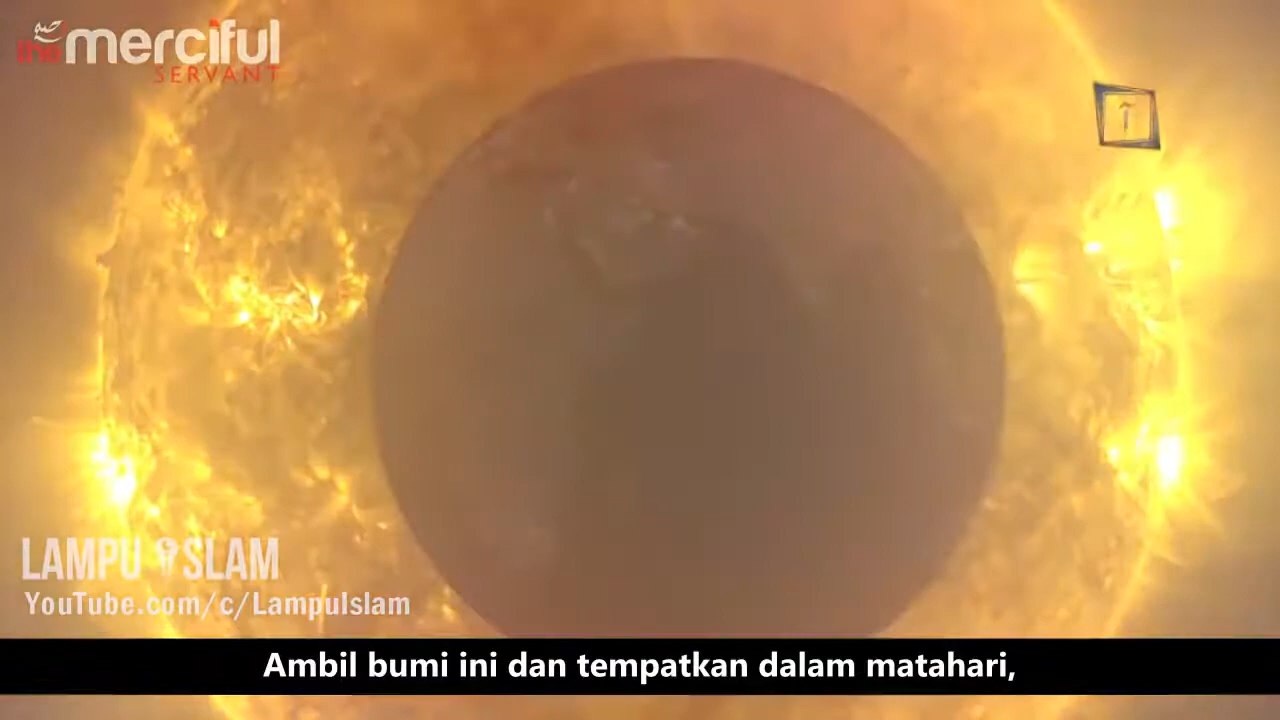 the merciful
SERVANT
LAMPU ISLAM
YouTube.com/c/LampuIslam
Ambil bumi ini dan tempatkan dalam matahari,